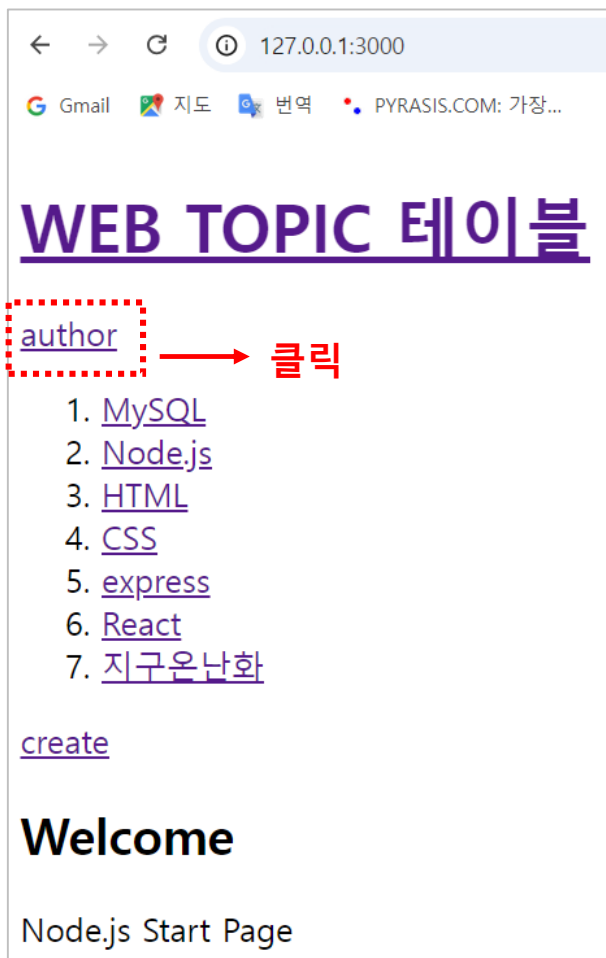 127.0.0.1:3000
Gmail 지도 번역 PYRASIS.COM: 가장...
WEB TOPIC 테이블
author
클릭
1. MySQL
2. Node.js
3. HTML
4. CSS
5. express
6. React
7. 지구온난화
create
Welcome
Node.js Start Page